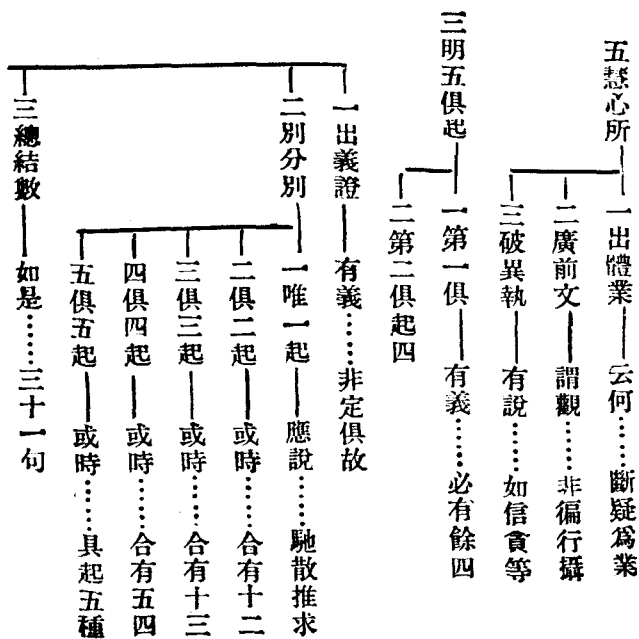 五慧心所 一出體業 云何……斷疑爲業
二廣前文 謂觀……非徧行攝
三破異執 有說……如信貪等
三明五俱起 一第一俱 有義……必有餘四
二第二俱起四
一出義證 有義……非定俱故
二別分別 一唯一起 應說……馳散推求
二俱二起 或時……合有十二
三俱三起 或時……合有十三
四俱四起 或時……合有五四
五俱五起 或時……具起五種
三總結數 如是……三十一句